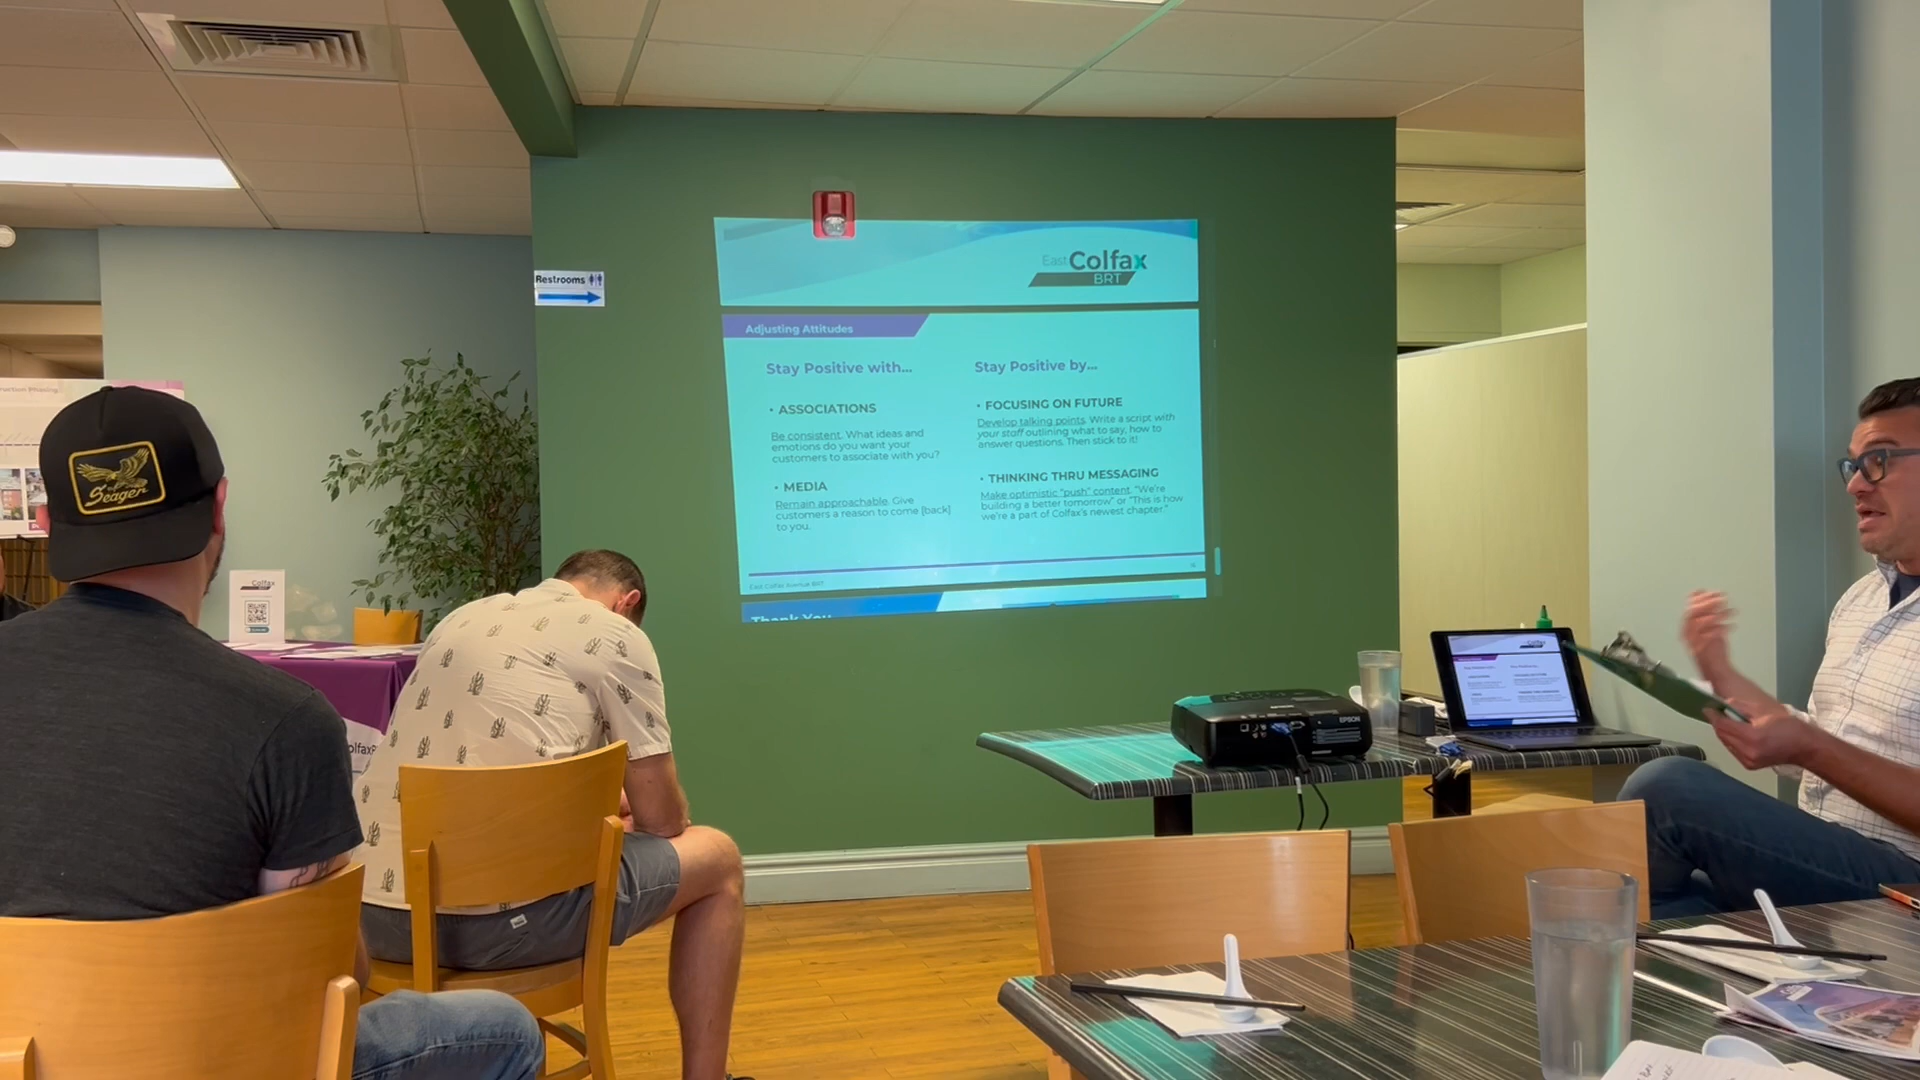 Restrooms
East Colfax
BRT
Adjusting Attitudes
Stay Positive with...
• ASSOCIATIONS
Be consistent. What ideas and
emotions do you want your
customers to associate with you?
• MEDIA
Remain approachable. Give
customers a reason to come [back]
to you.
Stay Positive by...
• FOCUSING ON FUTURE
Develop talking points. Write a script with
your staff outlining what to say, how to
answer questions. Then stick to it!
• THINKING THRU MESSAGING
Make optimistic "push" content. "We're
building a better tomorrow" or "This is how
we're a part of Colfax's newest chapter."
East Colfax Avenue BRT
Thank You
Seager
Colfax
EPSON